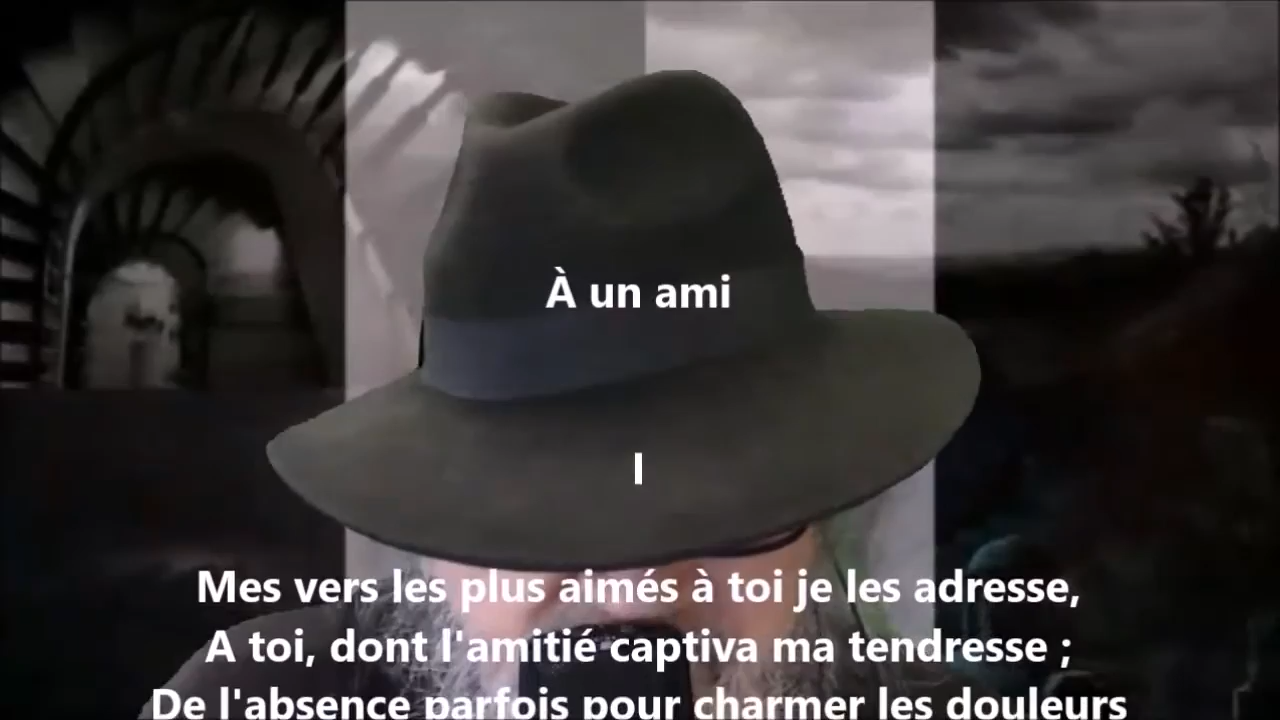 À un ami
I
Mes vers les plus aimés à toi je les adresse,
A toi, dont l'amitié captiva ma tendresse ;
De l'absence parfois pour charmer les douleurs